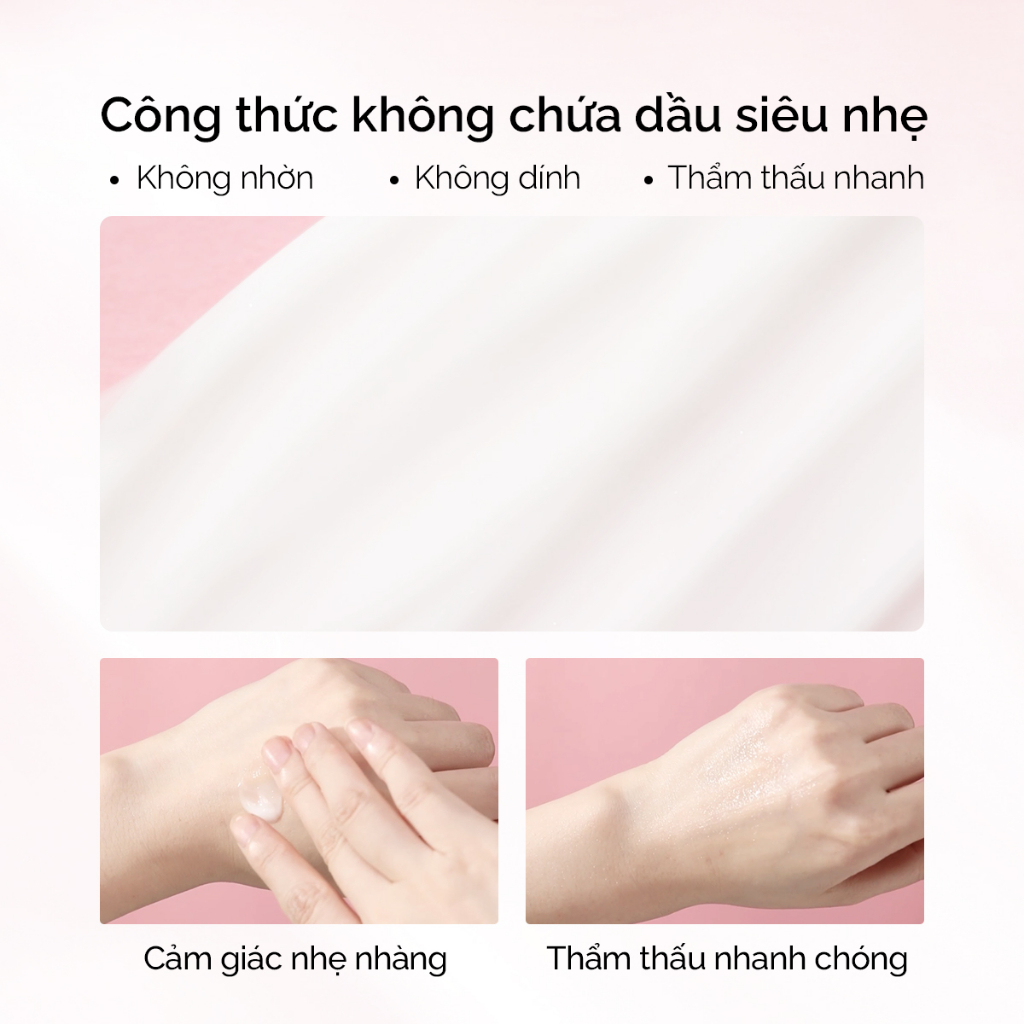 Công thức không chứa dầu siêu nhẹ
• Không nhờn • Không dính • Thẩm thấu nhanh
Cảm giác nhẹ nhàng
Thẩm thấu nhanh chóng